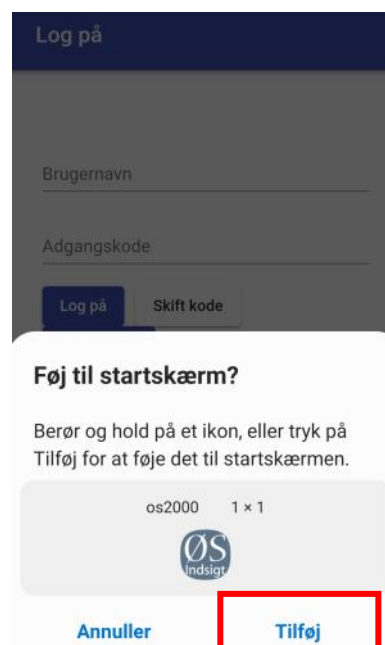 Log på
Brugernavn
Adgangskode
Log på Skift kode
Føj til startskærm?
Berør og hold på et ikon, eller tryk på
Tilføj for at føje det til startskærmen.
os2000 1 × 1
ØS
Indsigt
Annuller Tilføj